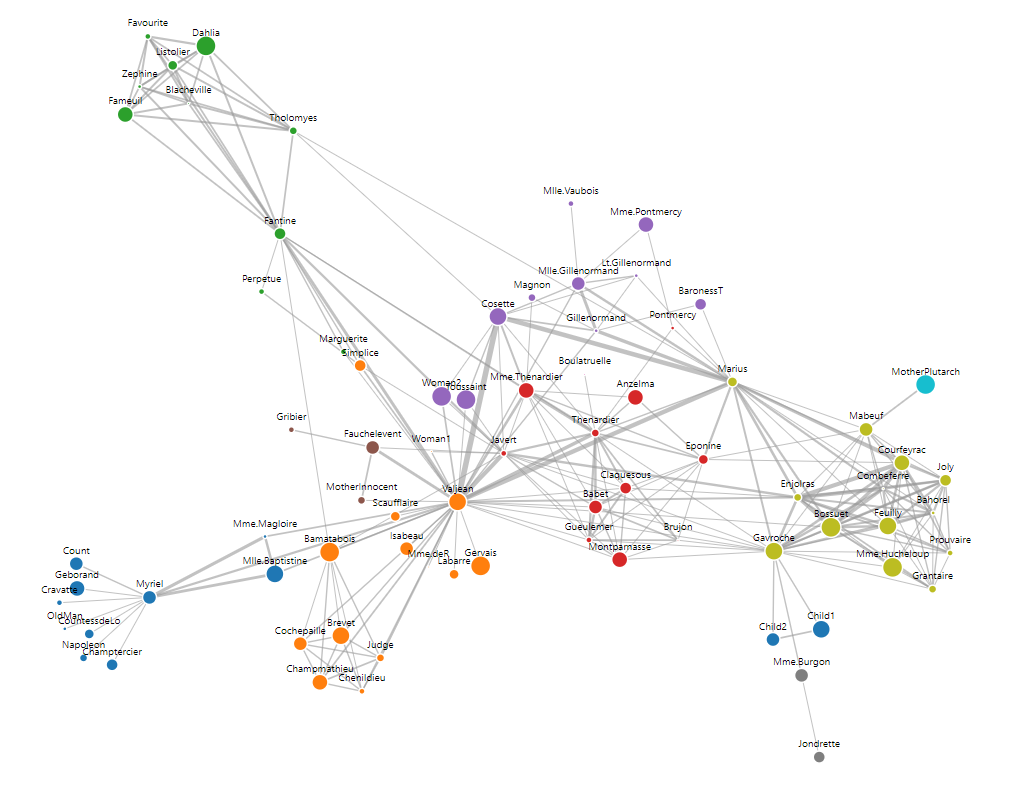 Favourite
Dahlia
Listolier
Zephine
Blacheville
Fameuil
Tholomyes
Mlle.Vaubois
Mme.Pontmercy
Fantine
Lt.Gillenormand
Mlle.Gillenormand
Perpetue
Magnon
BaronessT
Cosette
Gillenormand
Pontmercy
Marguerite
Simplice
Boulatruelle
Marius
MotherPlutarch
Mme.Thenardier
Woman2
Toussaint
Anzelma
Gribier
Thenardier
Mabeuf
Fauchelevent
Woman1
Javert
Eponine
Courfeyrac
Joly
Claquesous
Combeferre
MotherInnocent
Valjean
Enjolras
Babet
Bahorel
Scaufflaire
Bossuet
Feuilly
Mme.Magloire
Gueulemer
Brujon
Isabeau
Bamatabois
Gavroche
Prouvaire
Count
Mme.deR
Gervais
Montparnasse
Mlle.Baptistine
Labarre
Mme.Hucheloup
Geborand
Myriel
Grantaire
Cravatte
OldMan
CountessdeLo
Child1
Brevet
Child2
Cochepaille
Napoleon
Judge
Champtercier
Mme.Burgon
Champmathieu
Chenildieu
Jondrette